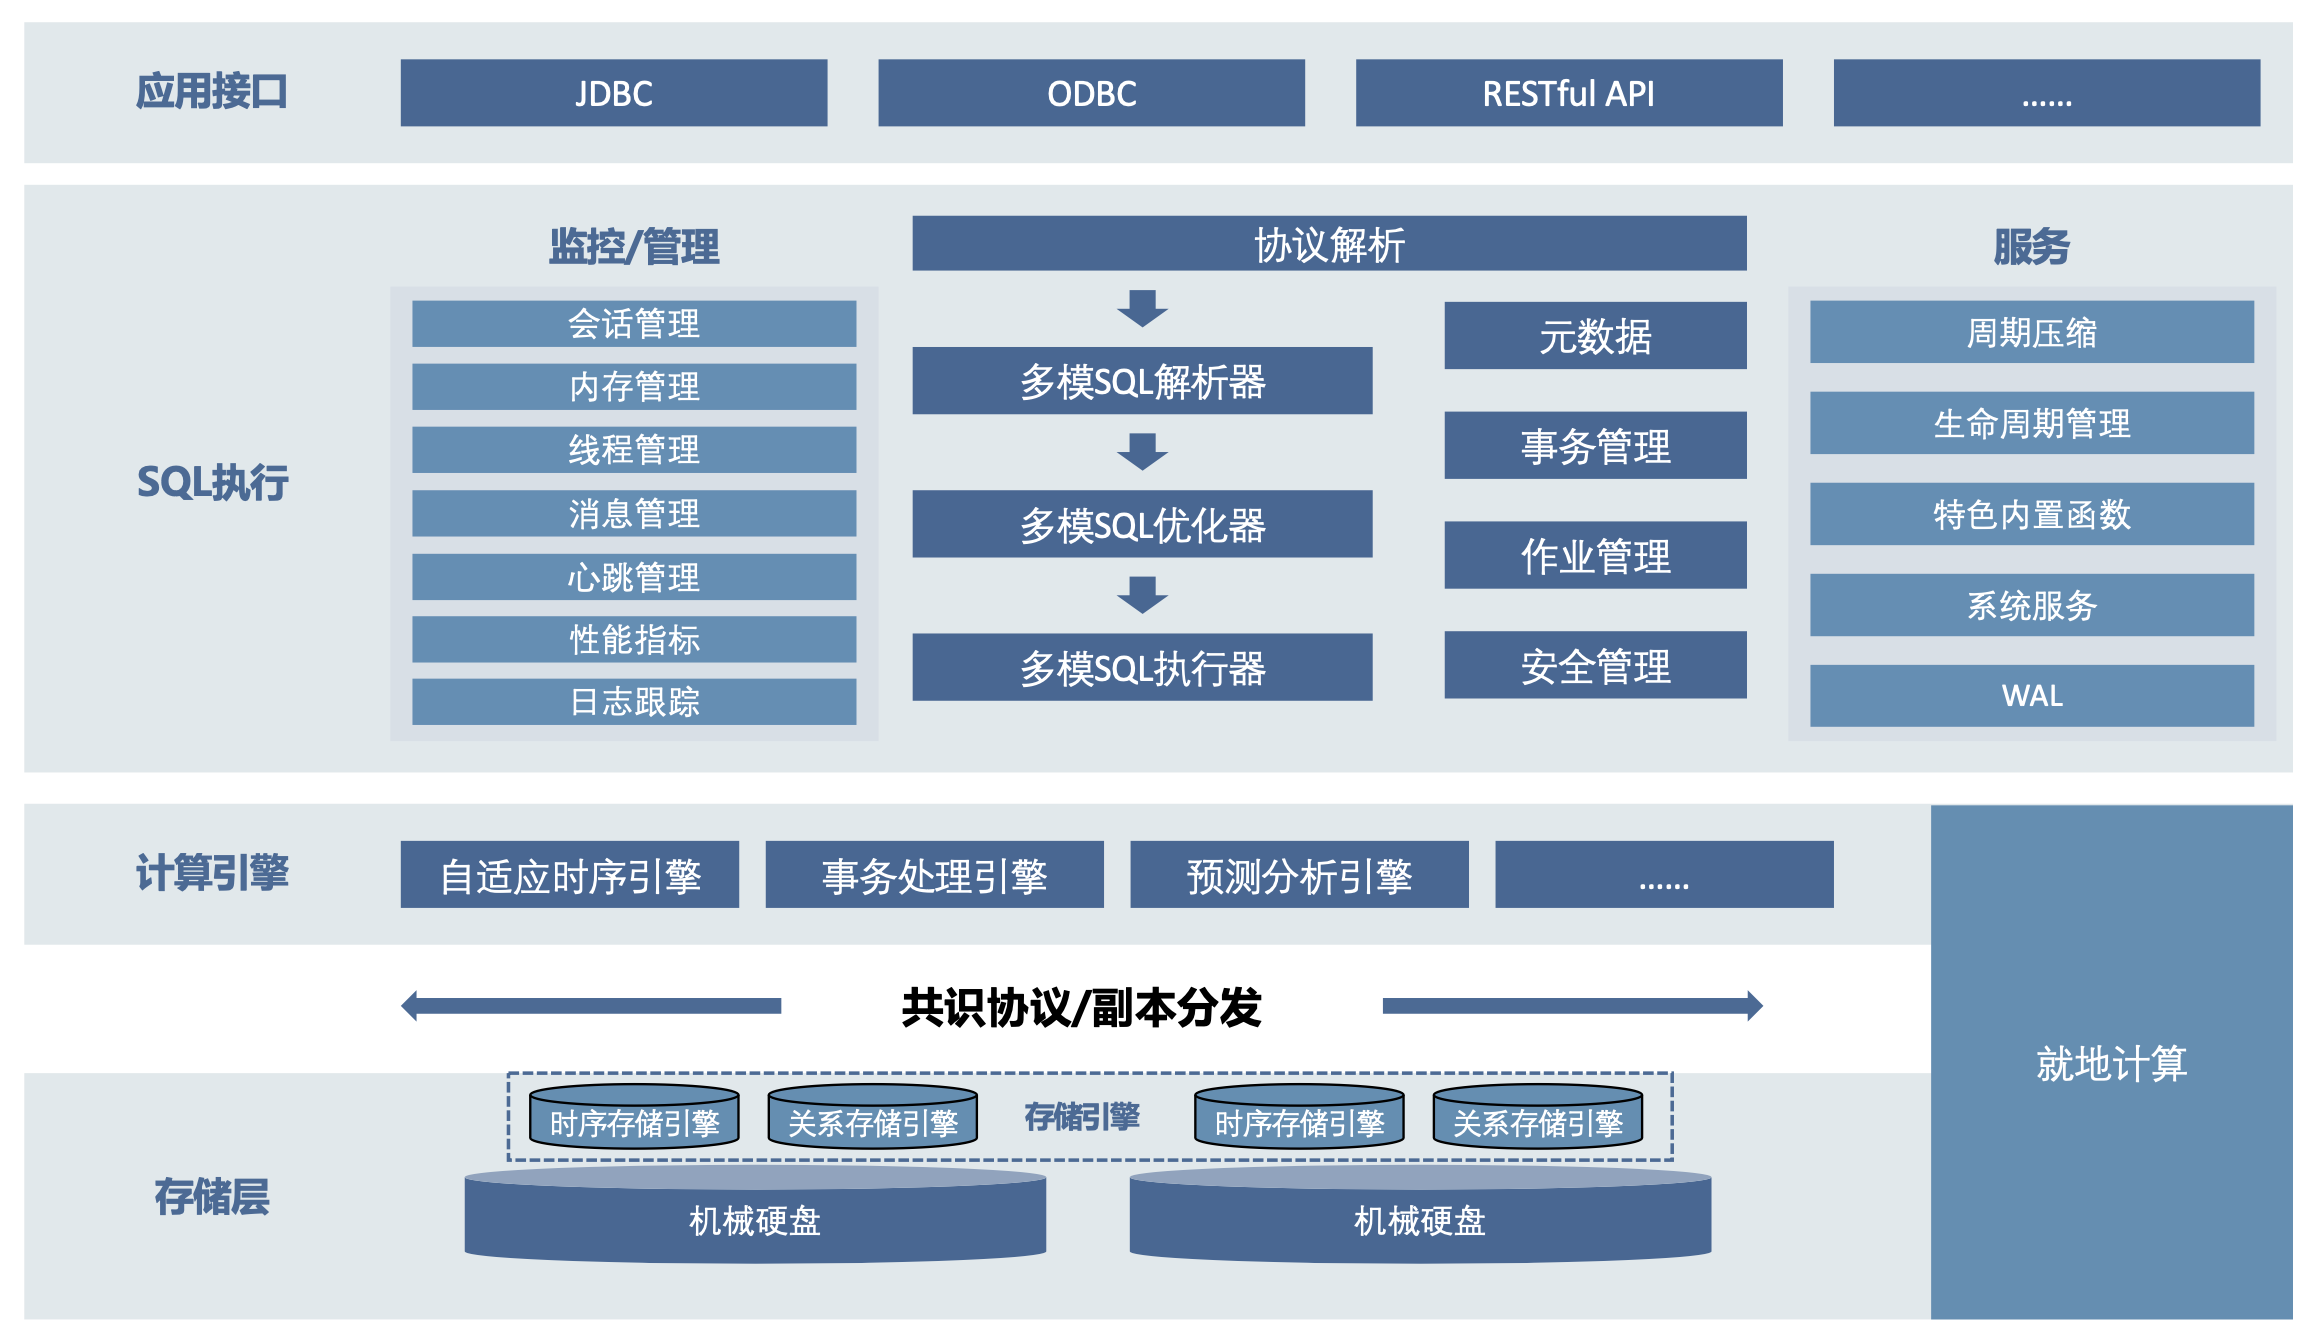 应用接口
JDBC
ODBC
RESTful API
......
SQL执行
监控/管理
会话管理
内存管理
线程管理
消息管理
心跳管理
性能指标
日志跟踪
协议解析
多模SQL解析器
多模SQL优化器
多模SQL执行器
元数据
事务管理
作业管理
安全管理
服务
周期压缩
生命周期管理
特色内置函数
系统服务
WAL
计算引擎
自适应时序引擎
事务处理引擎
预测分析引擎
......
共识协议/副本分发
就地计算
存储层
时序存储引擎
关系存储引擎
存储引擎
时序存储引擎
关系存储引擎
机械硬盘
机械硬盘